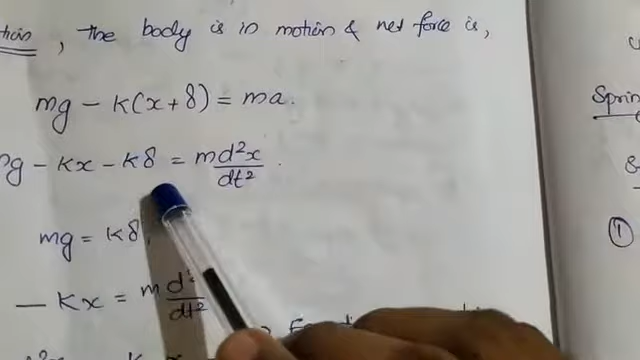 , the body is in motion & net force is,
mg - k(x+δ) = ma.
mg - kx - kδ = m d²x/dt² .
mg = kδ
- kx = m d²/dt²
Sprin
&
①